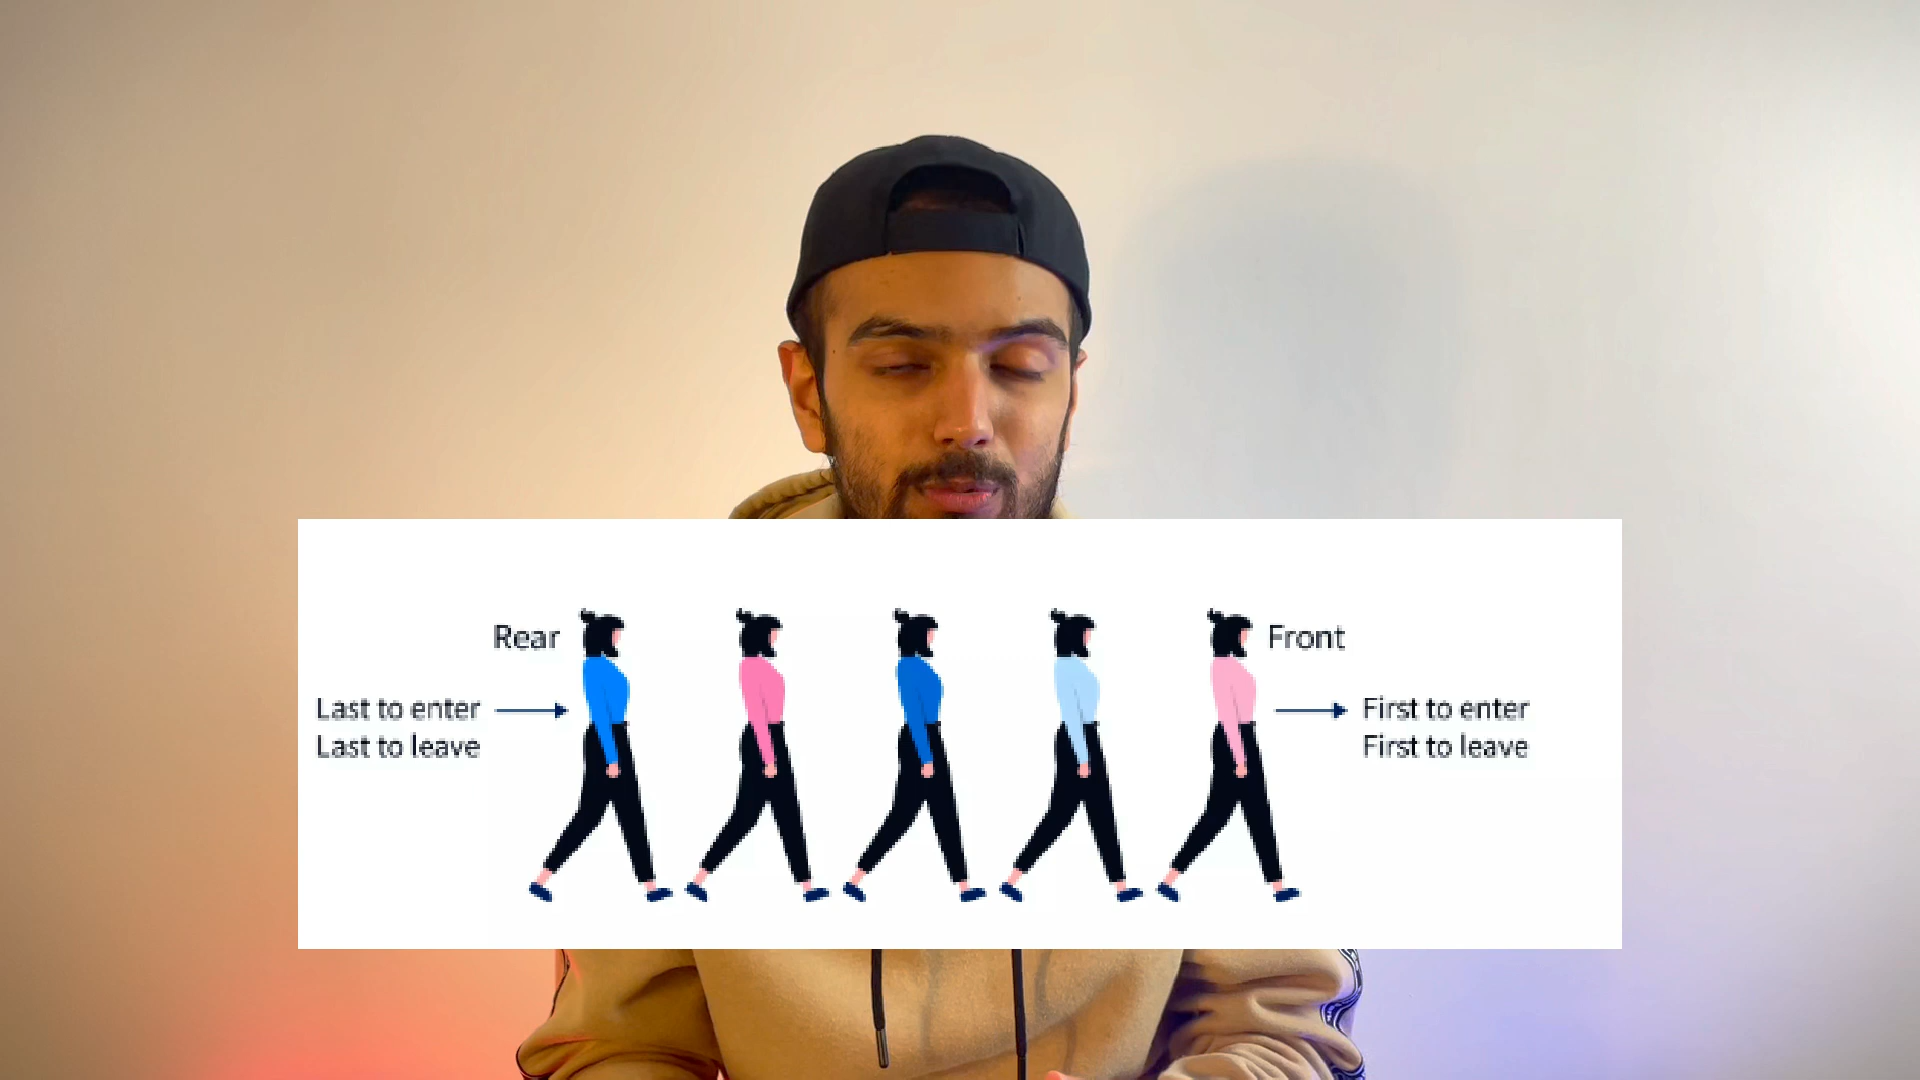 Rear
Front
Last to enter
Last to leave
First to enter
First to leave